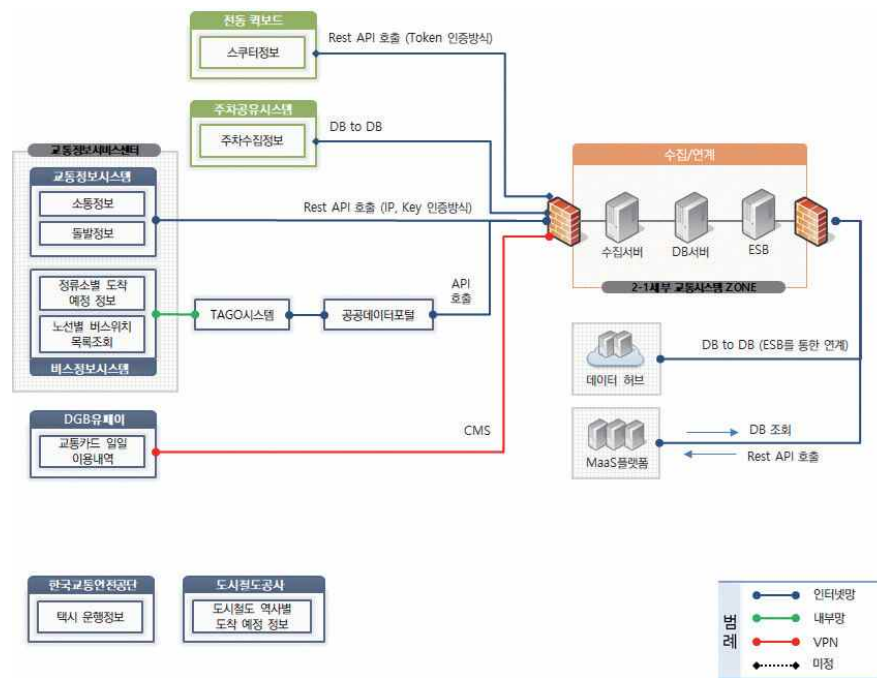 전동 퀵보드
스쿠터정보
Rest API 호출 (Token 인증방식)
주차공유시스템
주차수집정보
DB to DB
교통정보서비스센터
교통정보시스템
소통정보
돌발정보
Rest API 호출 (IP, Key 인증방식)
정류소별 도착
예정 정보
노선별 버스위치
목록조회
버스정보시스템
TAGO시스템
공공데이터포털
API
호출
수집/연계
수집서버
DB서버
ESB
2-1세부 교통시스템 ZONE
DB to DB (ESB를 통한 연계)
데이터 허브
DGB유페이
교통카드 일일
이용내역
CMS
MaaS플랫폼
DB 조회
Rest API 호출
한국교통안전공단
택시 운행정보
도시철도공사
도시철도 역사별
도착 예정 정보
범례
인터넷망
내부망
VPN
미정